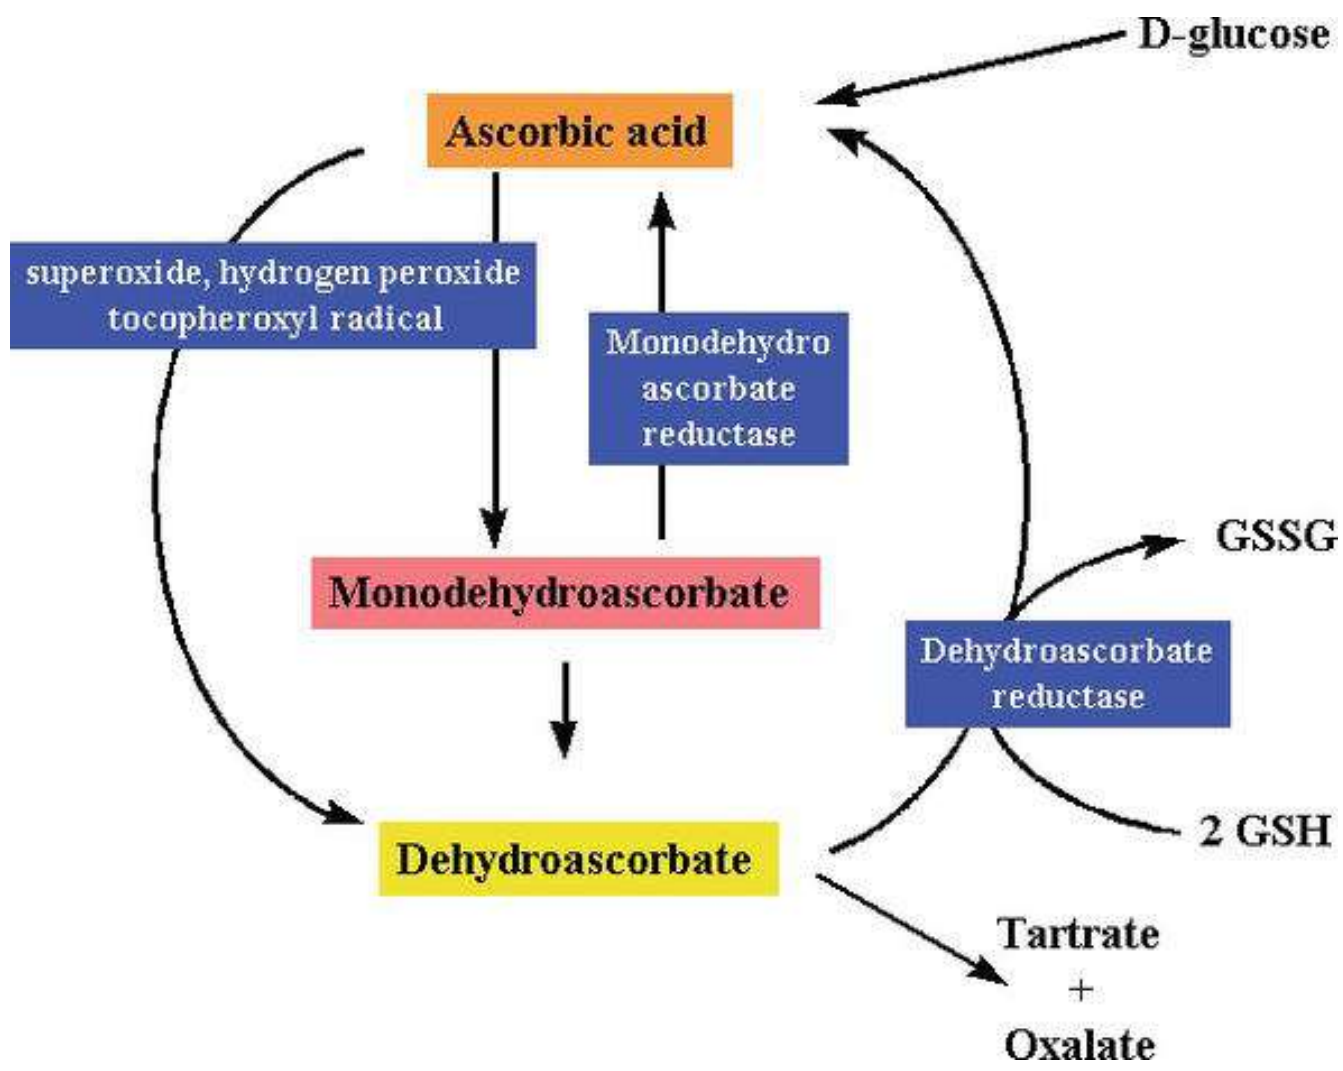 D-glucose
Ascorbic acid
superoxide, hydrogen peroxide
tocopheroxyl radical
Monodehydro
ascorbate
reductase
GSSG
Monodehydroascorbate
Dehydroascorbate
reductase
2 GSH
Dehydroascorbate
Tartrate
+
Oxalate